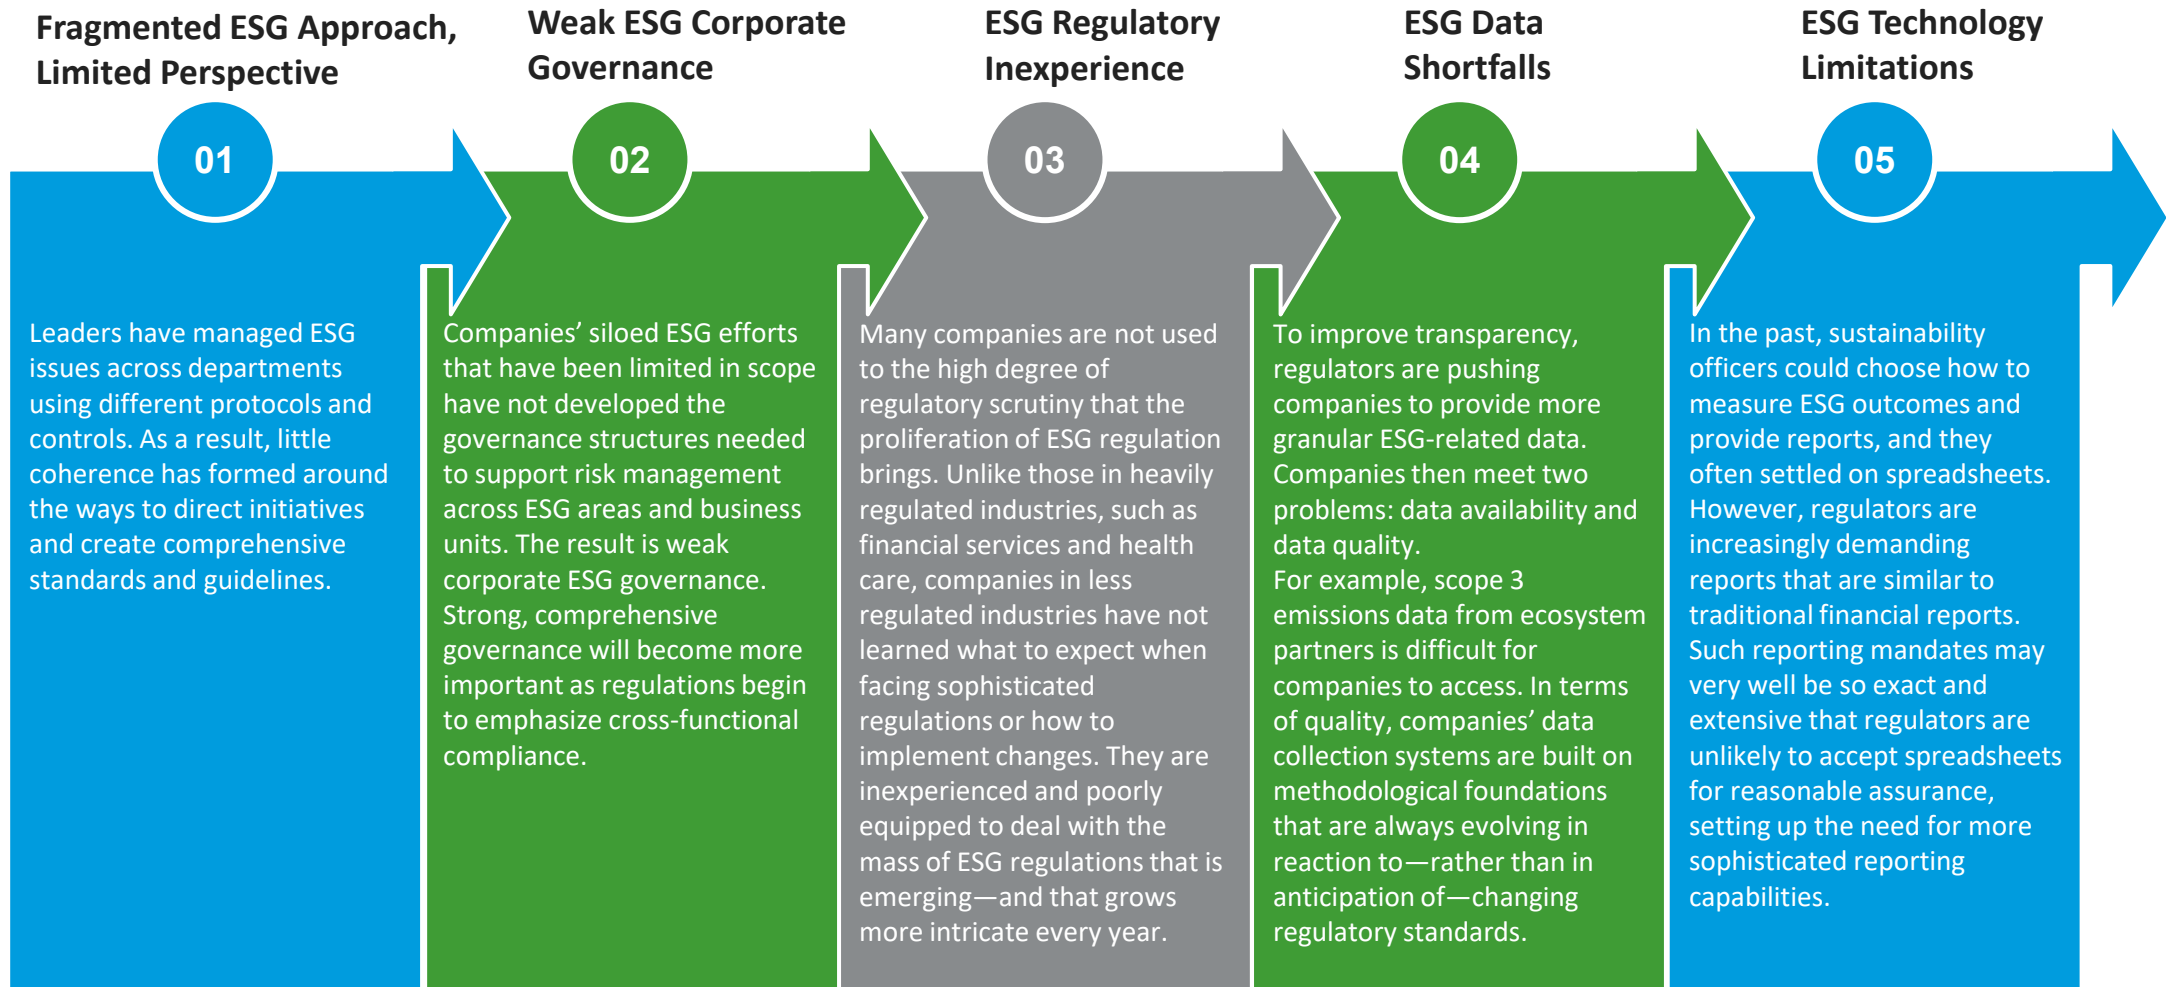 Fragmented ESG Approach,
Limited Perspective
01
Leaders have managed ESG
issues across departments
using different protocols and
controls. As a result, little
coherence has formed around
the ways to direct initiatives
and create comprehensive
standards and guidelines.
Weak ESG Corporate
Governance
02
Companies’ siloed ESG efforts
that have been limited in scope
have not developed the
governance structures needed
to support risk management
across ESG areas and business
units. The result is weak
corporate ESG governance.
Strong, comprehensive
governance will become more
important as regulations begin
to emphasize cross-functional
compliance.
ESG Regulatory
Inexperience
03
Many companies are not used
to the high degree of
regulatory scrutiny that the
proliferation of ESG regulation
brings. Unlike those in heavily
regulated industries, such as
financial services and health
care, companies in less
regulated industries have not
learned what to expect when
facing sophisticated
regulations or how to
implement changes. They are
inexperienced and poorly
equipped to deal with the
mass of ESG regulations that is
emerging—and that grows
more intricate every year.
ESG Data
Shortfalls
04
To improve transparency,
regulators are pushing
companies to provide more
granular ESG-related data.
Companies then meet two
problems: data availability and
data quality.
For example, scope 3
emissions data from ecosystem
partners is difficult for
companies to access. In terms
of quality, companies’ data
collection systems are built on
methodological foundations
that are always evolving in
reaction to—rather than in
anticipation of—changing
regulatory standards.
ESG Technology
Limitations
05
In the past, sustainability
officers could choose how to
measure ESG outcomes and
provide reports, and they
often settled on spreadsheets.
However, regulators are
increasingly demanding
reports that are similar to
traditional financial reports.
Such reporting mandates may
very well be so exact and
extensive that regulators are
unlikely to accept spreadsheets
for reasonable assurance,
setting up the need for more
sophisticated reporting
capabilities.